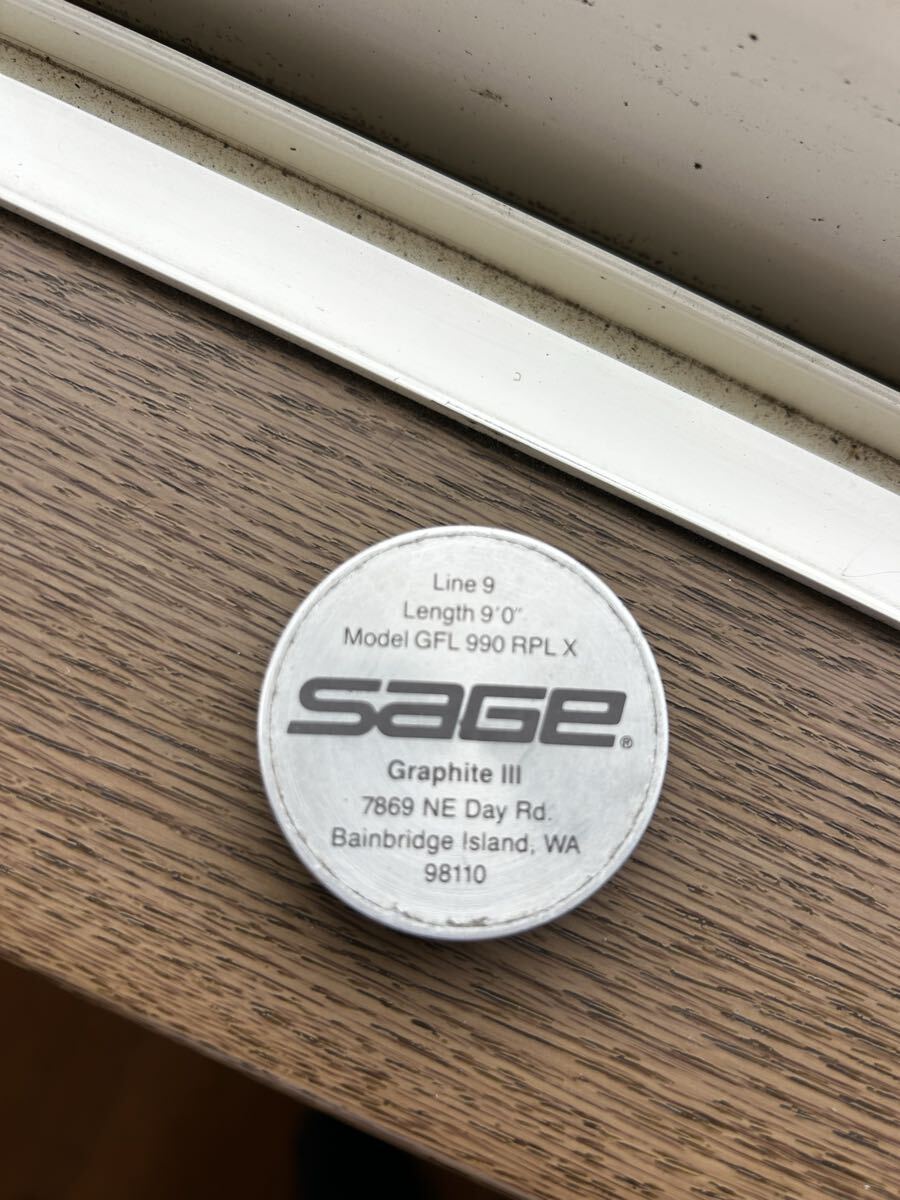 Line 9
Length 9'0"
Model GFL 990 RPL X
SAGE®
Graphite III
7869 NE Day Rd.
Bainbridge Island, WA
98110